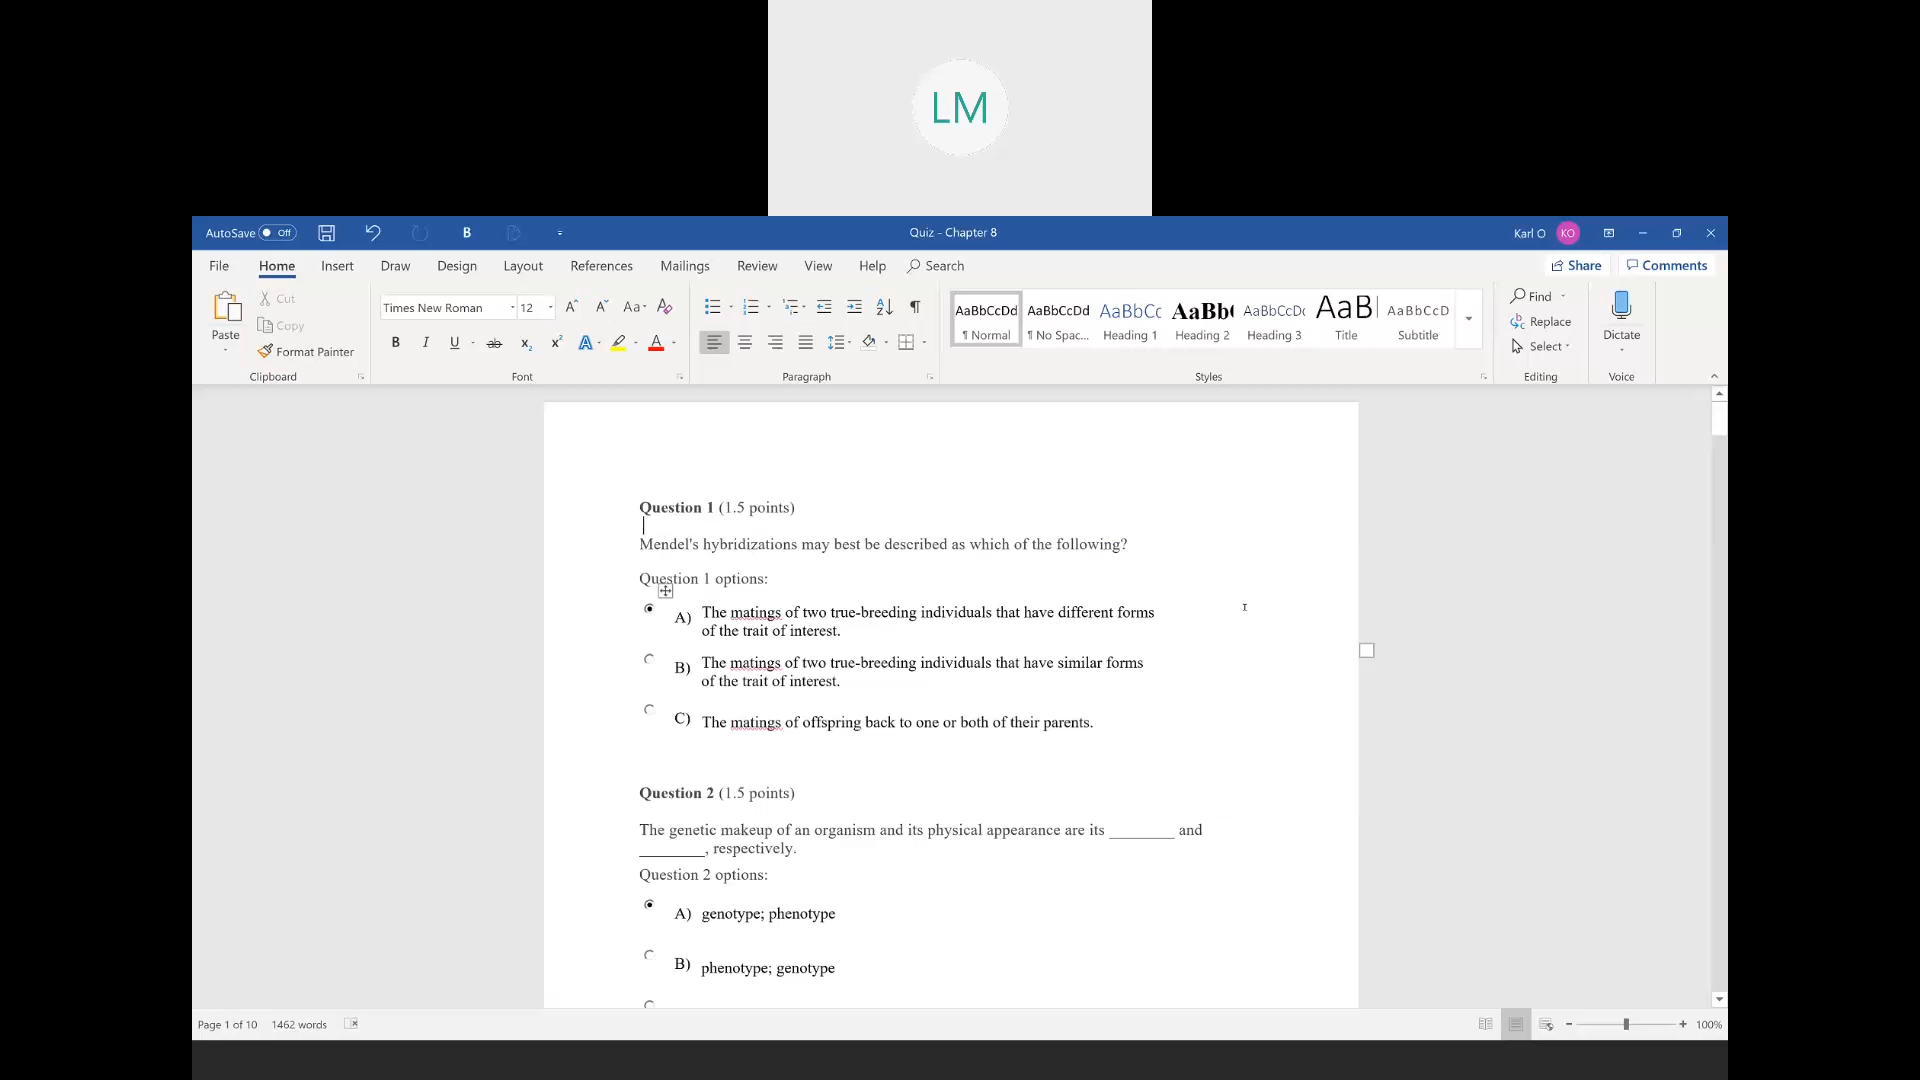 LM
AutoSave Off B Quiz - Chapter 8 Karl O KO
File Home Insert Draw Design Layout References Mailings Review View Help Search Share Comments
Paste
Cut
Copy
Format Painter
Clipboard
Times New Roman 12 Aa
B I U ab x₂ x² A A
Font
Paragraph
AaBbCcDd AaBbCcDd AaBbCc AaBb( AaBbCcDc AaB AaBbCcD
¶ Normal ¶ No Spac... Heading 1 Heading 2 Heading 3 Title Subtitle
Styles
Find
Replace
Select
Editing
Dictate
Voice
Question 1 (1.5 points)
Mendel's hybridizations may best be described as which of the following?
Question 1 options:
A) The matings of two true-breeding individuals that have different forms
of the trait of interest.
B) The matings of two true-breeding individuals that have similar forms
of the trait of interest.
C) The matings of offspring back to one or both of their parents.
Question 2 (1.5 points)
The genetic makeup of an organism and its physical appearance are its ________ and
________, respectively.
Question 2 options:
A) genotype; phenotype
B) phenotype; genotype
Page 1 of 10 1462 words 100%